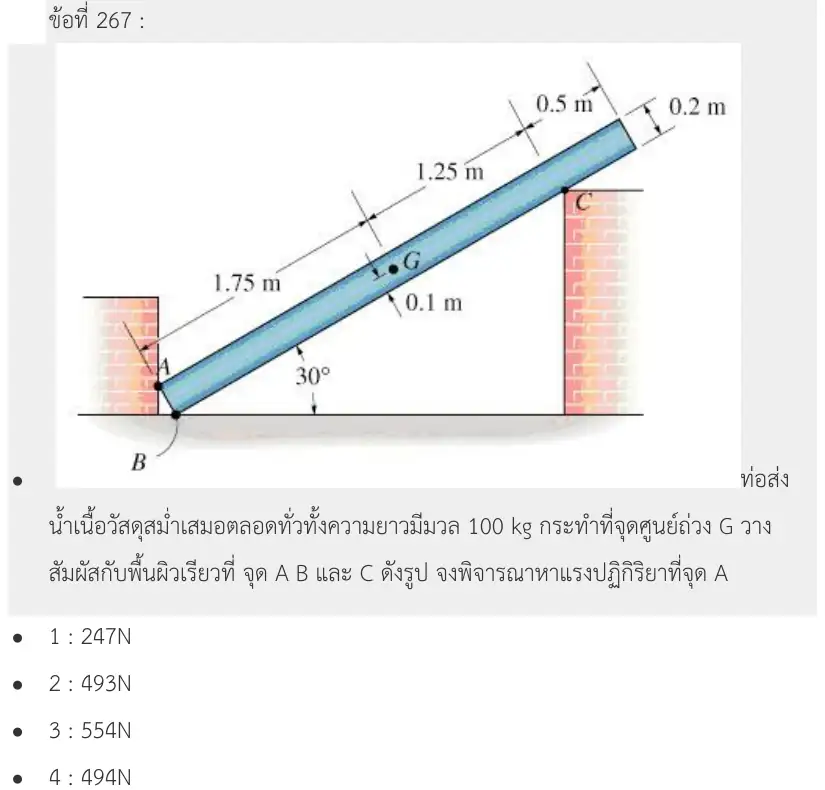 ข้อที่ 267 :
0.5 m
0.2 m
1.25 m
C
1.75 m
G
0.1 m
A
30°
B
ท่อส่ง
น้ำเนื้อวัสดุสม่ำเสมอตลอดทั่วทั้งความยาวมีมวล 100 kg กระทำที่จุดศูนย์ถ่วง G วาง
สัมผัสกับพื้นผิวเรียวที่ จุด A B และ C ดังรูป จงพิจารณาหาแรงปฏิกิริยาที่จุด A
1 : 247N
2 : 493N
3 : 554N
4 : 494N